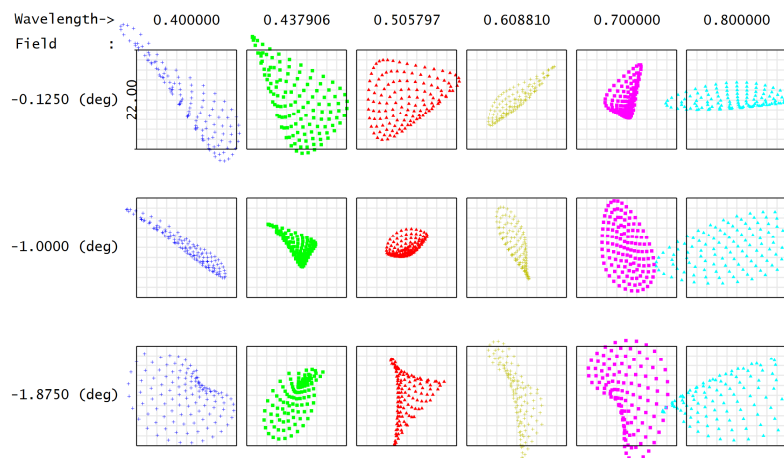 Wavelength-> 0.400000 0.437906 0.505797 0.608810 0.700000 0.8000000
Field :
-0.1250 (deg)
22.00
-1.0000 (deg)
-1.8750 (deg)